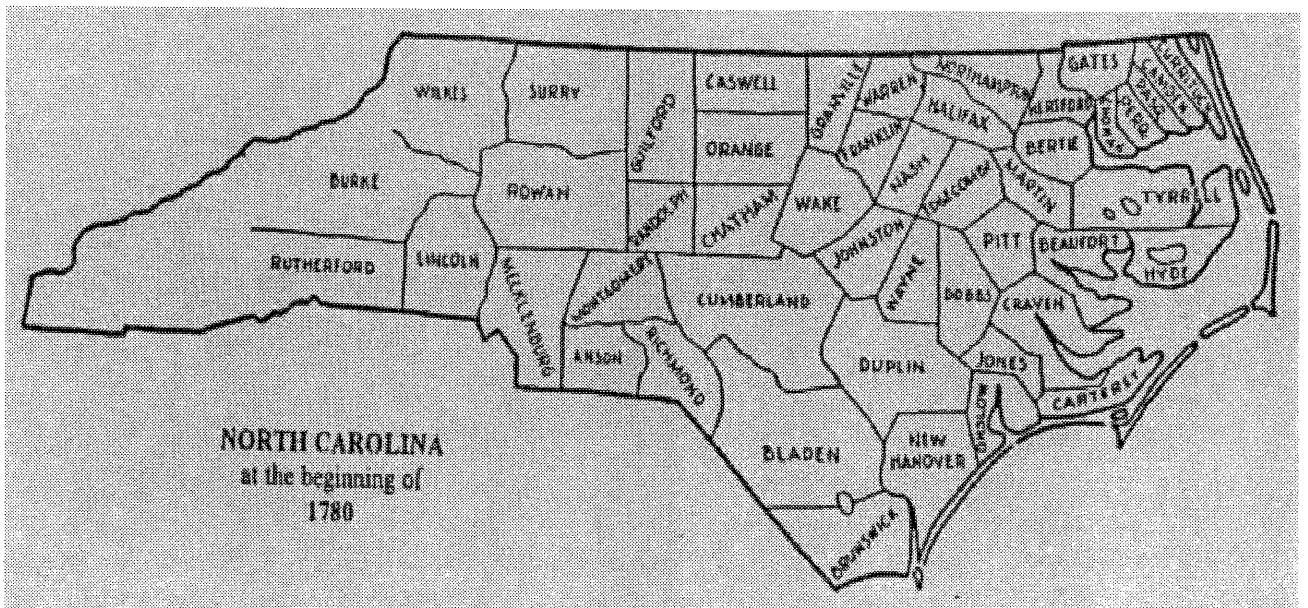 WILKES
SURRY
GUILFORD
CASWELL
GRANVILLE
WARREN
NORTHAMPTON
GATES
CURRITUCK
CAMDEN
PASQ.
PERQ.
CHOWAN
HERTFORD
HALIFAX
BERTIE
FRANKLIN
ORANGE
NASH
EDGECOMBE
MARTIN
TYRRELL
BURKE
ROWAN
RANDOLPH
CHATHAM
WAKE
JOHNSTON
PITT
BEAUFORT
HYDE
RUTHERFORD
LINCOLN
MECKLENBURG
MONTGOMERY
CUMBERLAND
WAYNE
DOBBS
CRAVEN
ANSON
RICHMOND
DUPLIN
JONES
CARTERET
ONSLOW
BLADEN
NEW
HANOVER
BRUNSWICK
NORTH CAROLINA
at the beginning of
1780